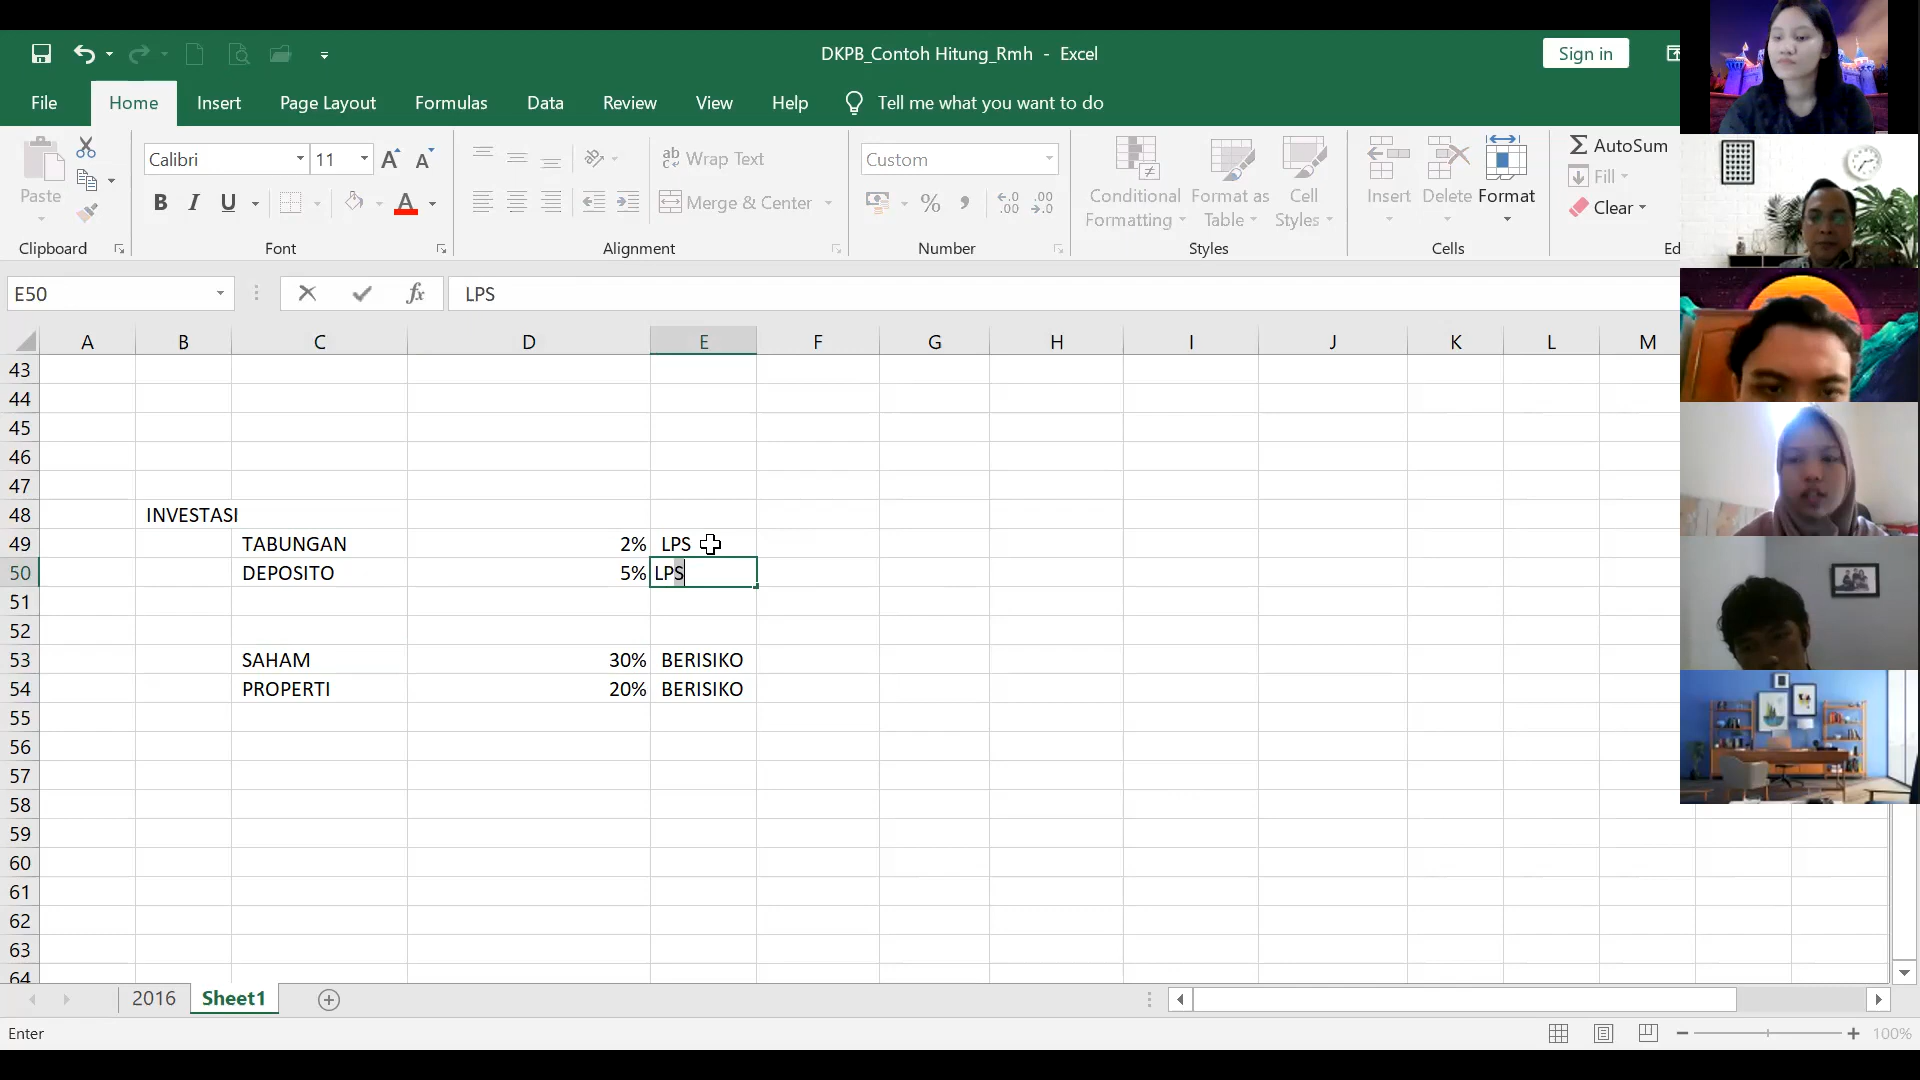 DKPB_Contoh Hitung_Rmh - Excel
Sign in
File Home Insert Page Layout Formulas Data Review View Help Tell me what you want to do
Calibri 11 Wrap Text Custom AutoSum
Paste Conditional Format as Cell Insert Delete Format Fill
B I U A Merge & Center % , Formatting Table Styles Clear
Clipboard Font Alignment Number Styles Cells Ed
E50 fx LPS
A B C D E F G H I J K L M
43
44
45
46
47
48 INVESTASI
49 TABUNGAN 2% LPS
50 DEPOSITO 5% LPS
51
52
53 SAHAM 30% BERISIKO
54 PROPERTI 20% BERISIKO
55
56
57
58
59
60
61
62
63
64
2016 Sheet1
Enter 100%